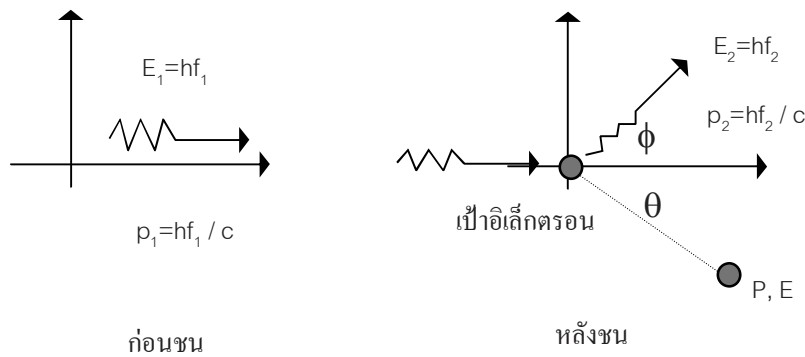 E₁=hf₁
p₁=hf₁ / c
ก่อนชน
E₂=hf₂
p₂=hf₂ / c
ϕ
เป้าอิเล็กตรอน
θ
P, E
หลังชน